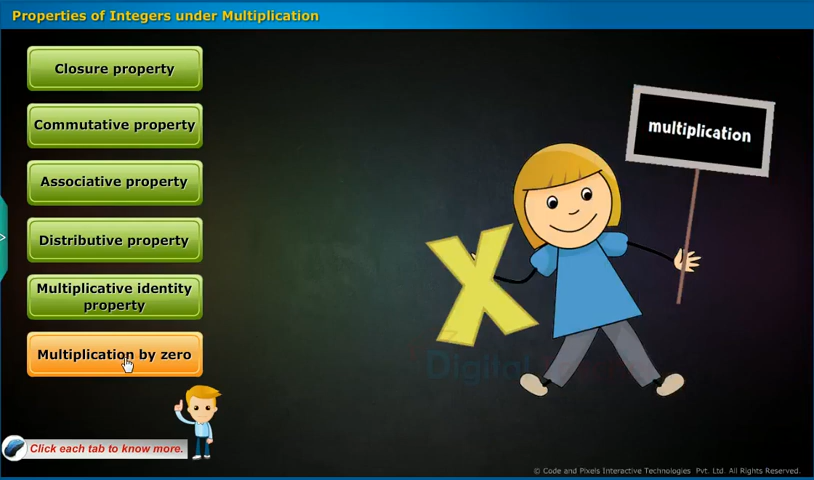 Properties of Integers under Multiplication
Closure property
Commutative property
Associative property
Distributive property
Multiplicative identity
property
Multiplication by zero
multiplication
X
Digital
Click each tab to know more.
© Code and Pixels Interactive Technologies Pvt. Ltd. All Rights Reserved.